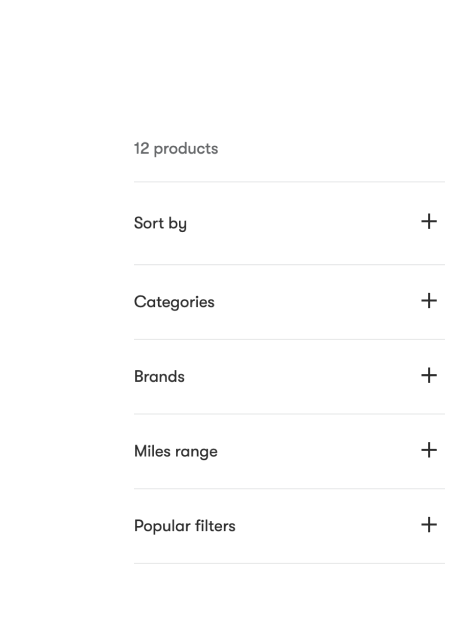 12 products
Sort by
Categories
Brands
Miles range
Popular filters